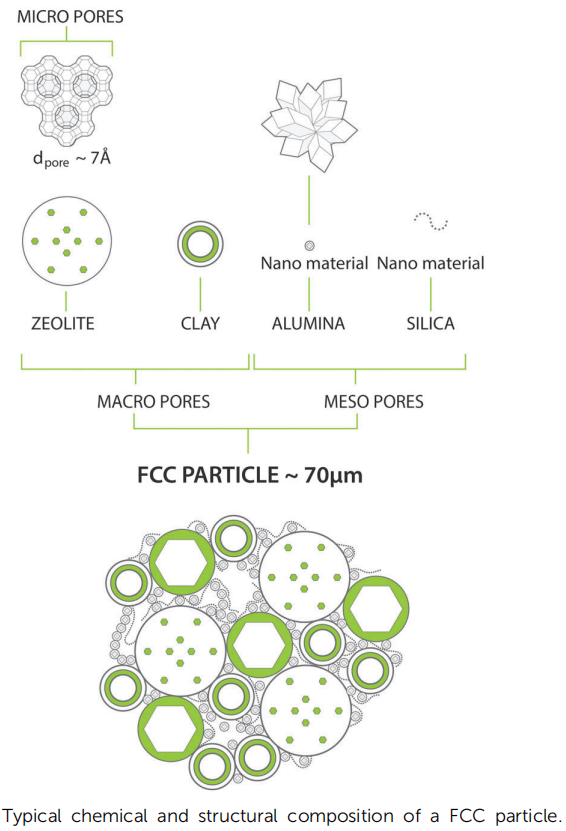 MICRO PORES
dpore ~ 7Å
Nano material Nano material
ZEOLITE CLAY ALUMINA SILICA
MACRO PORES MESO PORES
FCC PARTICLE ~ 70µm
Typical chemical and structural composition of a FCC particle.